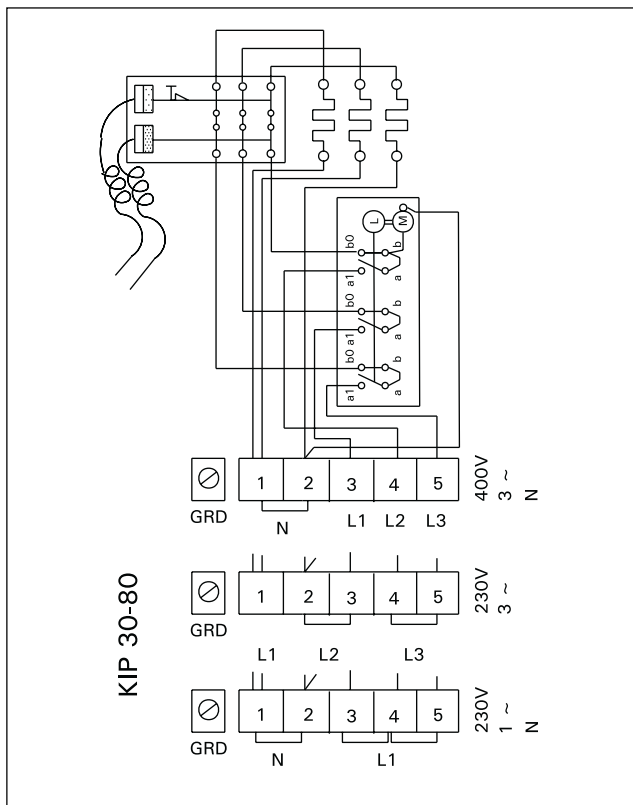 L M
b0 b
a1 a
b0 b
a1 a
b0 b
a1 a
1 2 3 4 5
400V 3 ~ N
GRD N L1 L2 L3
1 2 3 4 5
230V 3 ~
GRD L1 L2 L3
KIP 30-80
1 2 3 4 5
230V 1 ~ N
GRD N L1